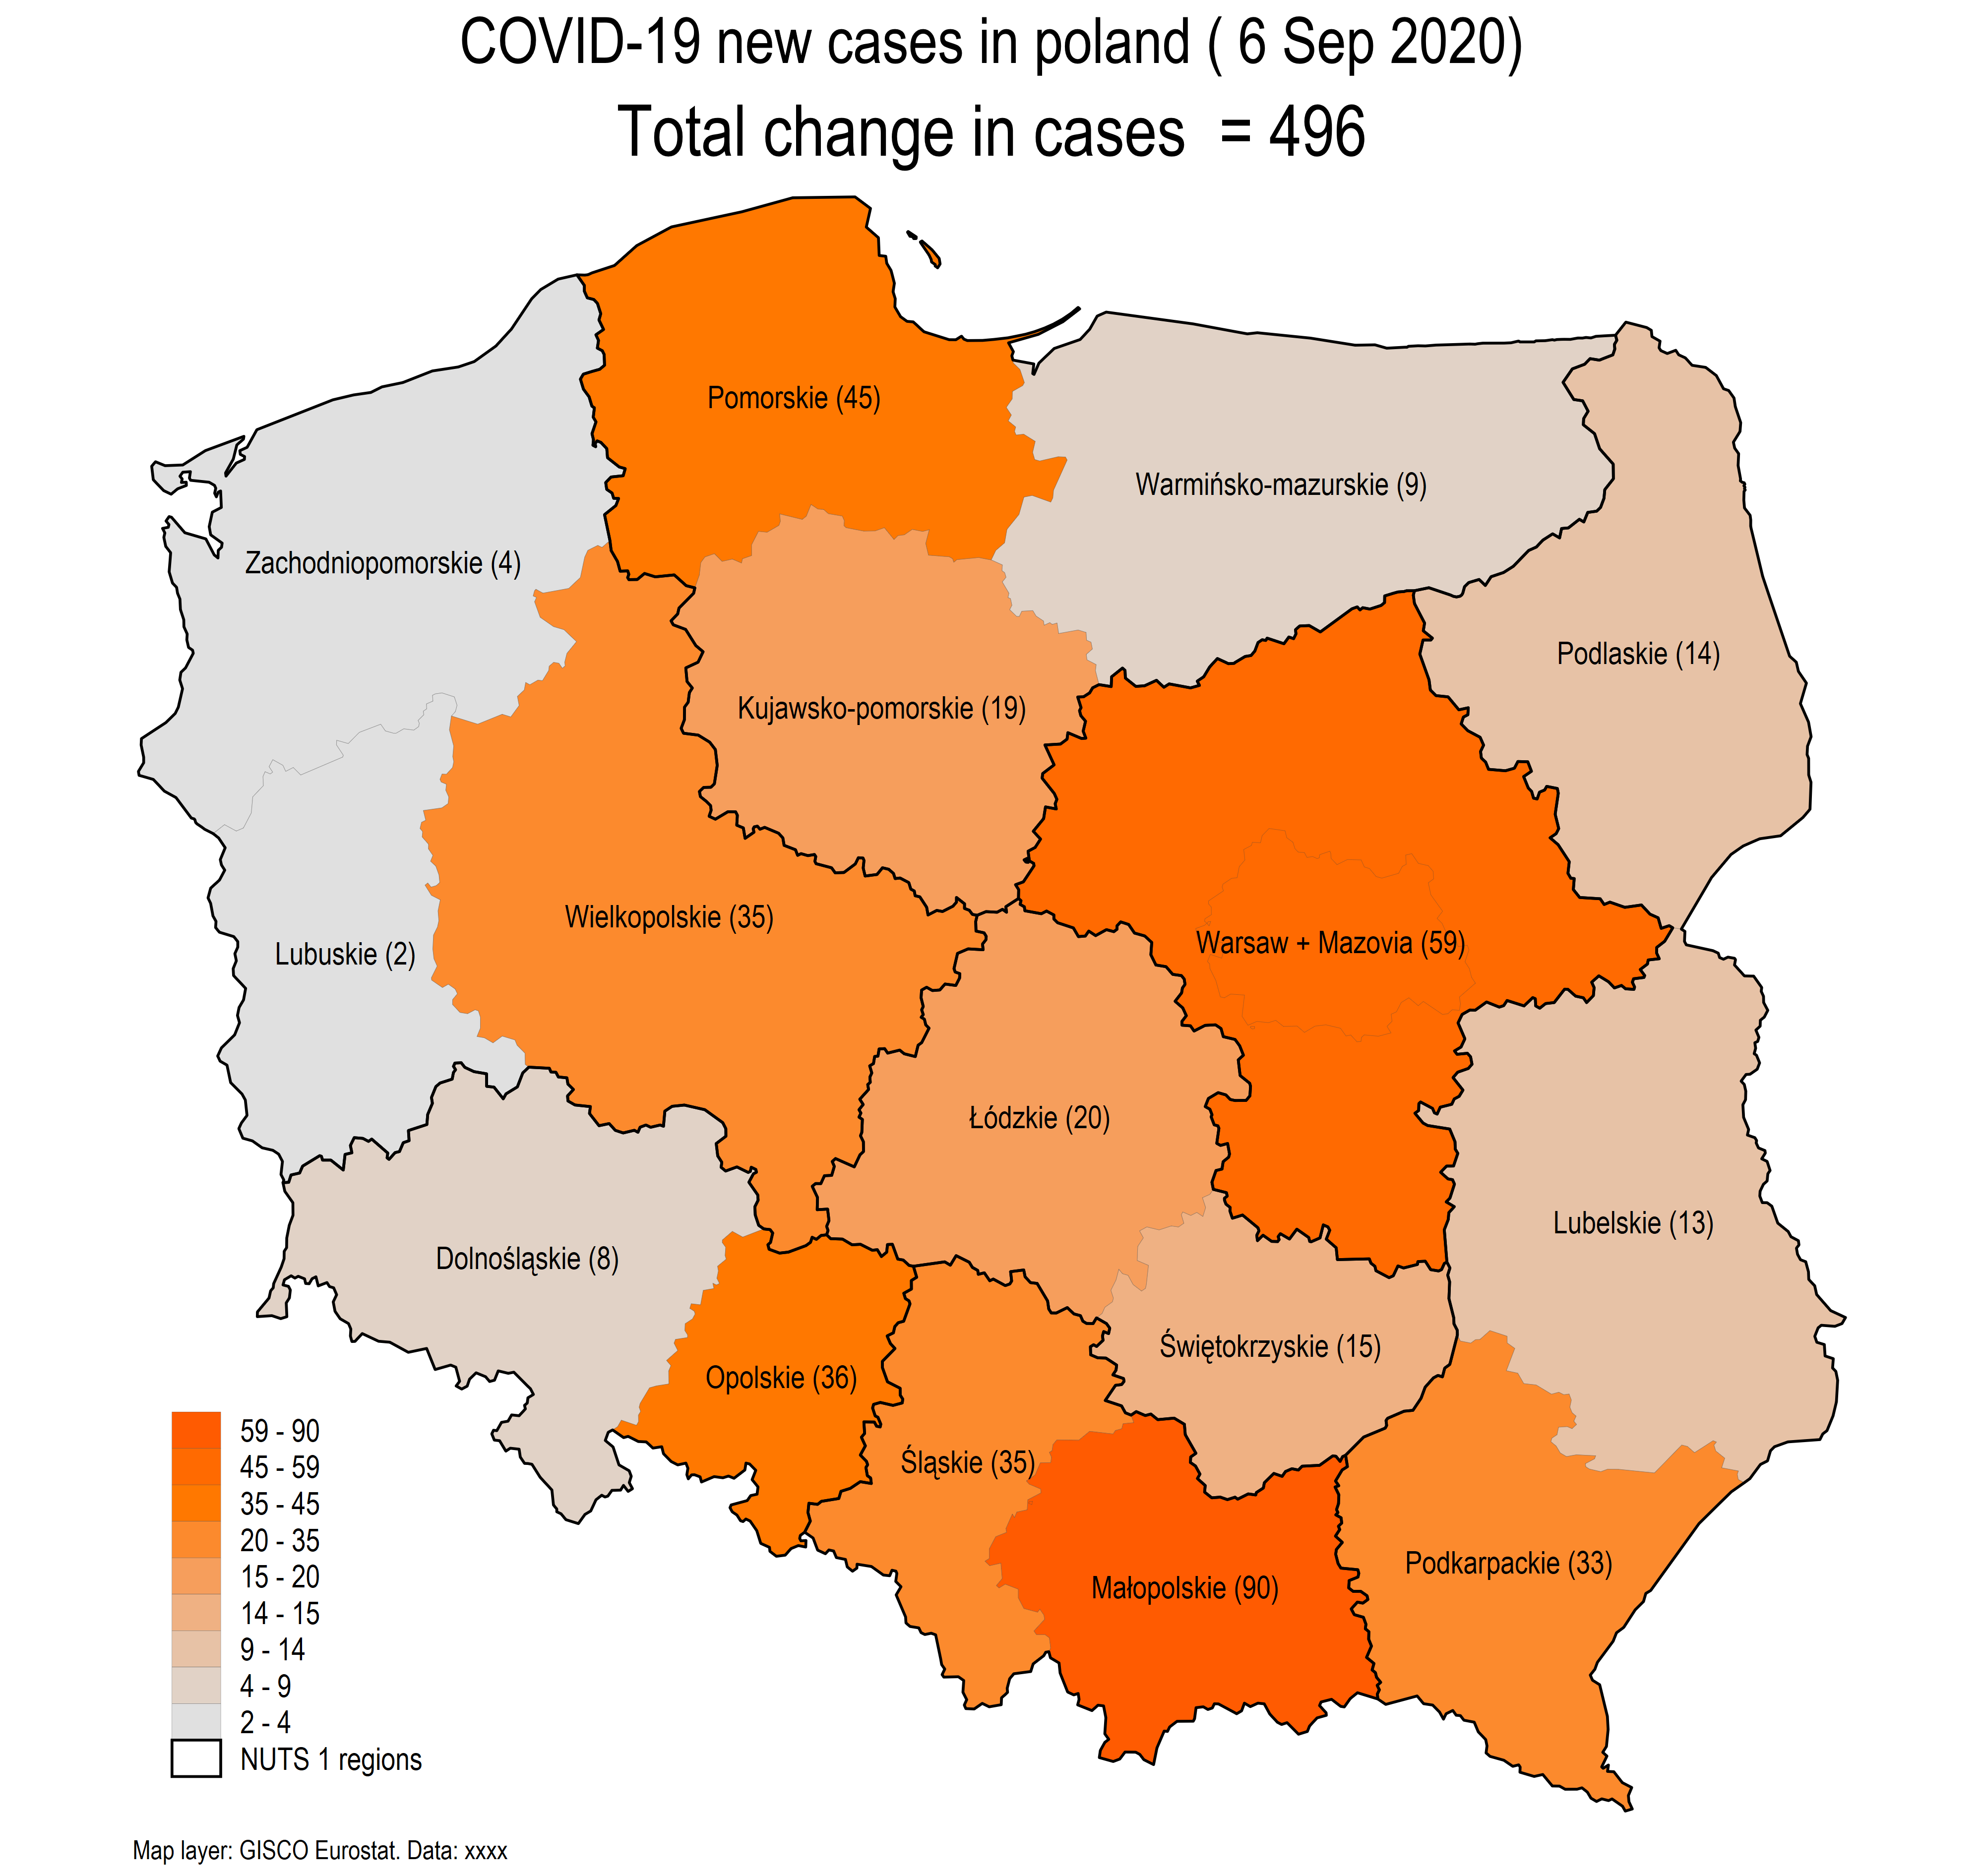 COVID-19 new cases in poland ( 6 Sep 2020)
Total change in cases  = 496
Pomorskie (45)
Warmińsko-mazurskie (9)
Zachodniopomorskie (4)
Podlaskie (14)
Kujawsko-pomorskie (19)
Wielkopolskie (35)
Warsaw + Mazovia (59)
Lubuskie (2)
Łódzkie (20)
Lubelskie (13)
Dolnośląskie (8)
Świętokrzyskie (15)
Opolskie (36)
Śląskie (35)
Podkarpackie (33)
Małopolskie (90)
59 - 90
45 - 59
35 - 45
20 - 35
15 - 20
14 - 15
9 - 14
4 - 9
2 - 4
NUTS 1 regions
Map layer: GISCO Eurostat. Data: xxxx